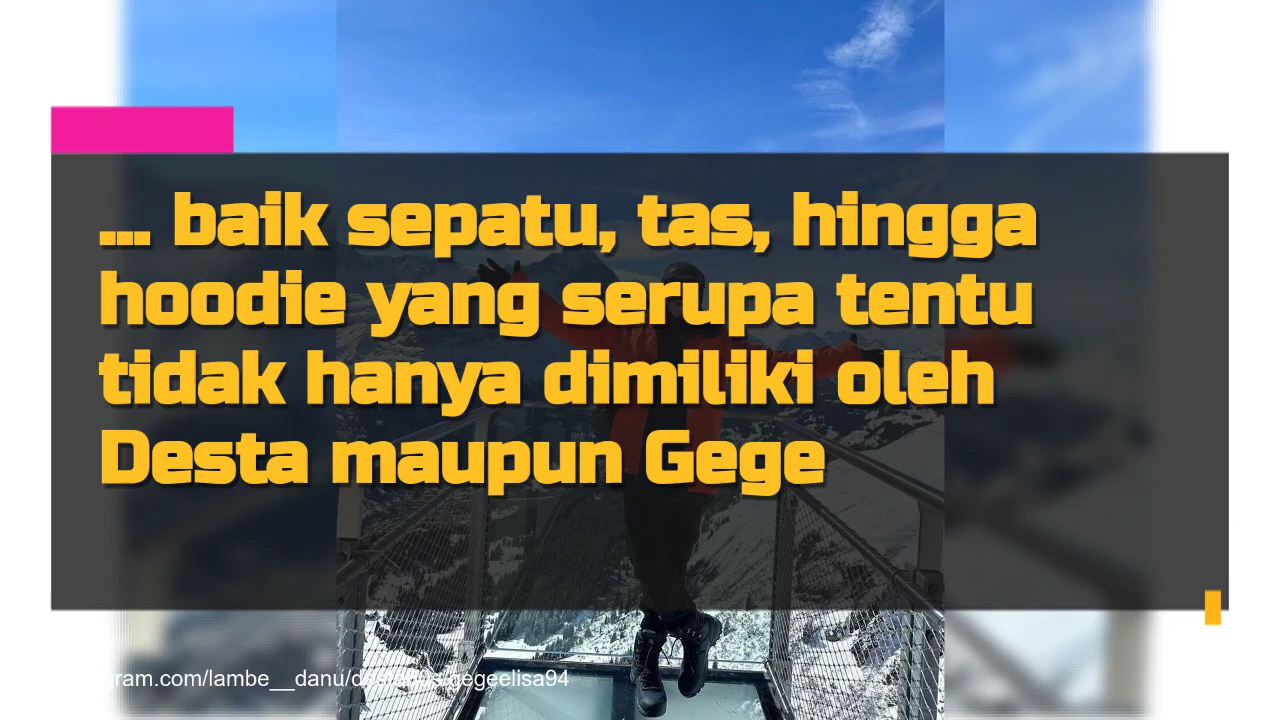 ... baik sepatu, tas, hingga
hoodie yang serupa tentu
tidak hanya dimiliki oleh
Desta maupun Gege
gram.com/lambe__danu/desta80s/gegeelisa94